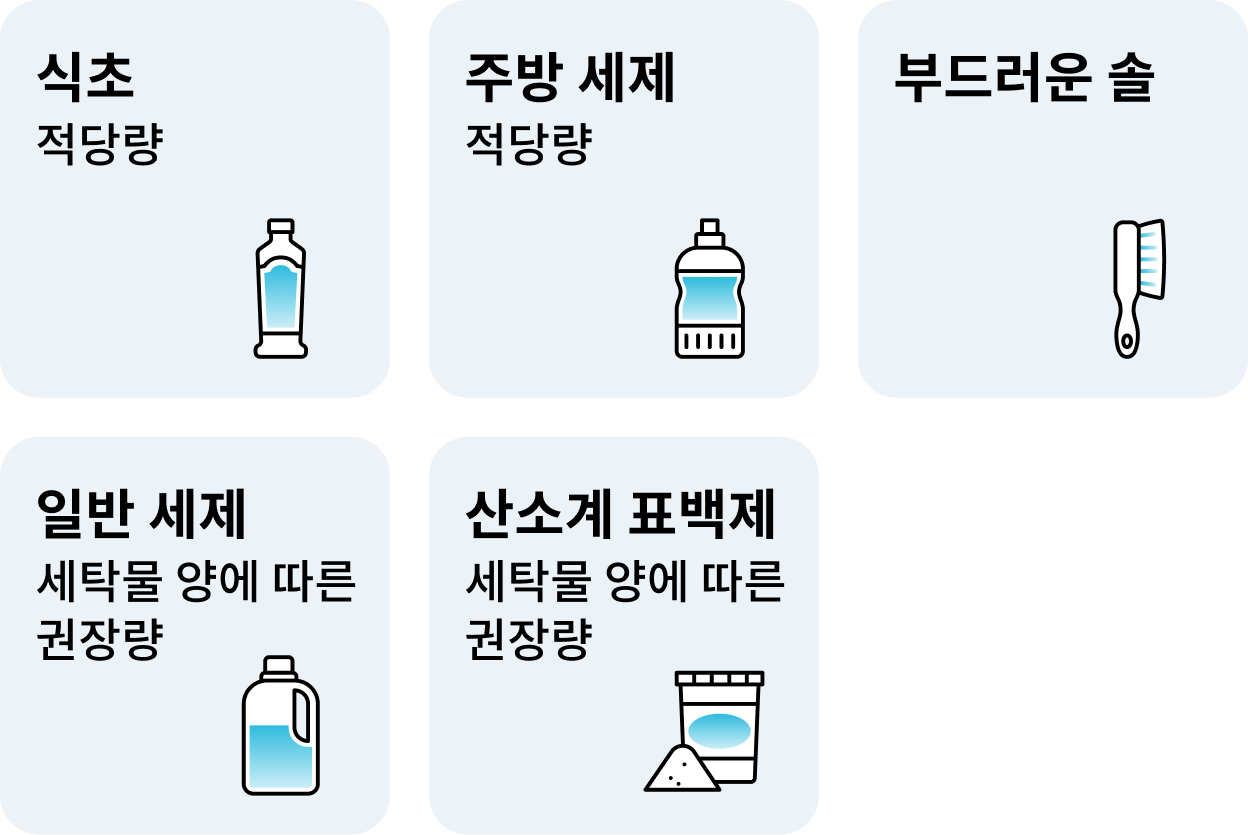 식초
적당량
주방 세제
적당량
부드러운 솔
일반 세제
세탁물 양에 따른
권장량
산소계 표백제
세탁물 양에 따른
권장량